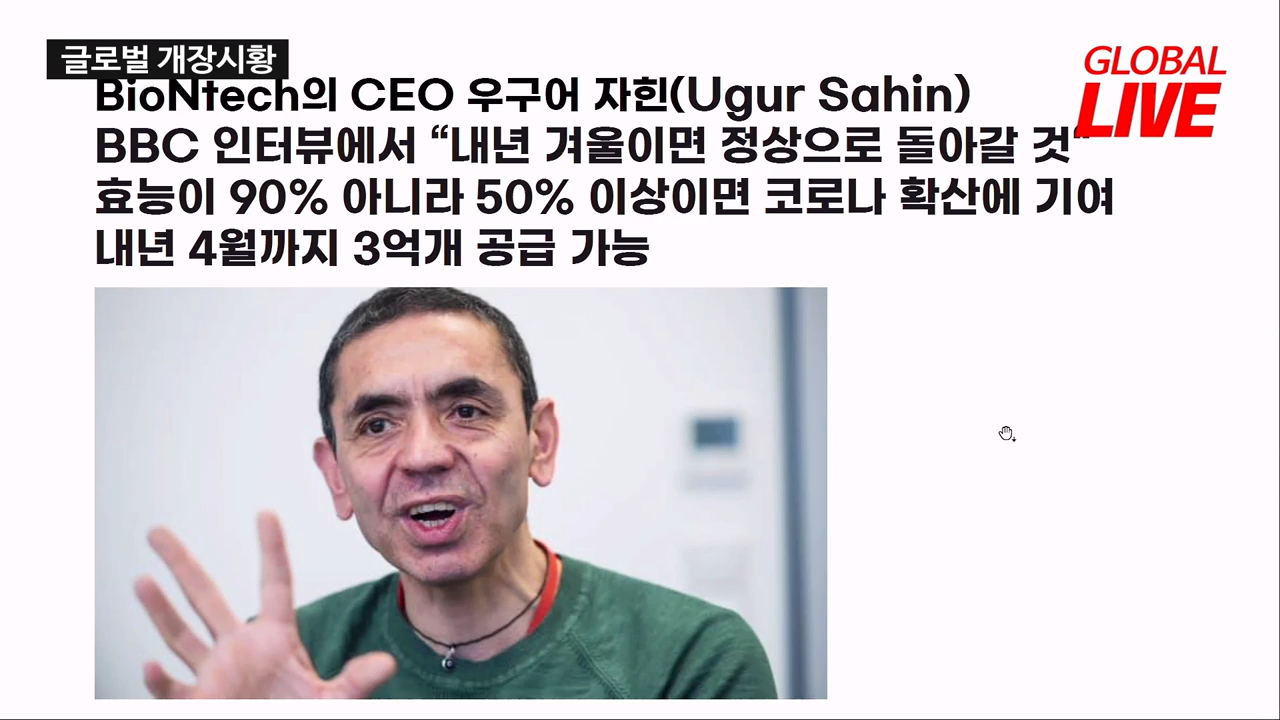 글로벌 개장시황
GLOBAL
LIVE
BioNtech의 CEO 우구어 자힌(Ugur Sahin)
BBC 인터뷰에서 “내년 겨울이면 정상으로 돌아갈 것“
효능이 90% 아니라 50% 이상이면 코로나 확산에 기여
내년 4월까지 3억개 공급 가능